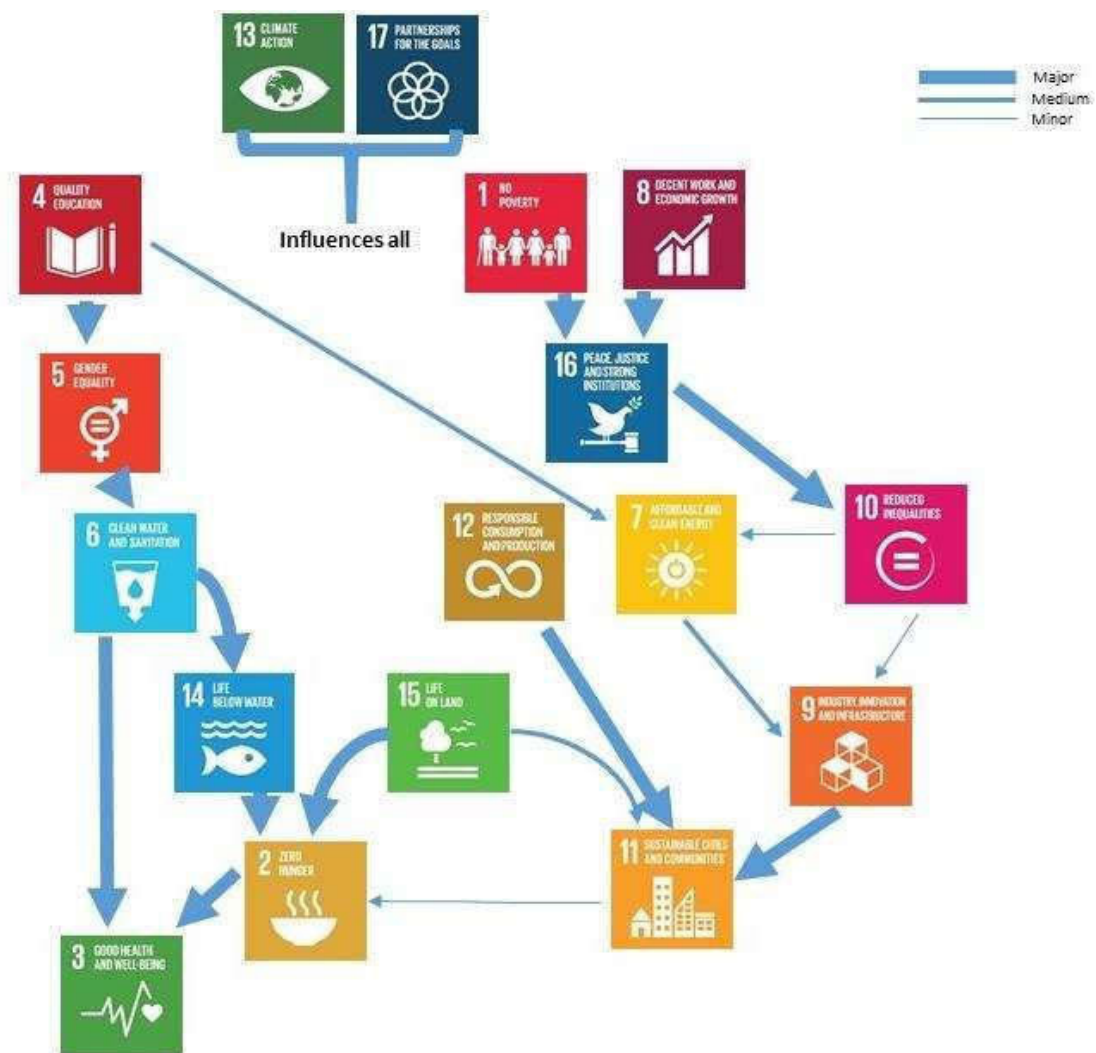 13 CLIMATE
ACTION
17 PARTNERSHIPS
FOR THE GOALS
Major
Medium
Minor
4 QUALITY
EDUCATION
1 NO
POVERTY
8 DECENT WORK AND
ECONOMIC GROWTH
Influences all
5 GENDER
EQUALITY
16 PEACE, JUSTICE
AND STRONG
INSTITUTIONS
6 CLEAN WATER
AND SANITATION
12 RESPONSIBLE
CONSUMPTION
AND PRODUCTION
7 AFFORDABLE AND
CLEAN ENERGY
10 REDUCED
INEQUALITIES
14 LIFE
BELOW WATER
15 LIFE
ON LAND
9 INDUSTRY, INNOVATION
AND INFRASTRUCTURE
2 ZERO
HUNGER
11 SUSTAINABLE CITIES
AND COMMUNITIES
3 GOOD HEALTH
AND WELL-BEING